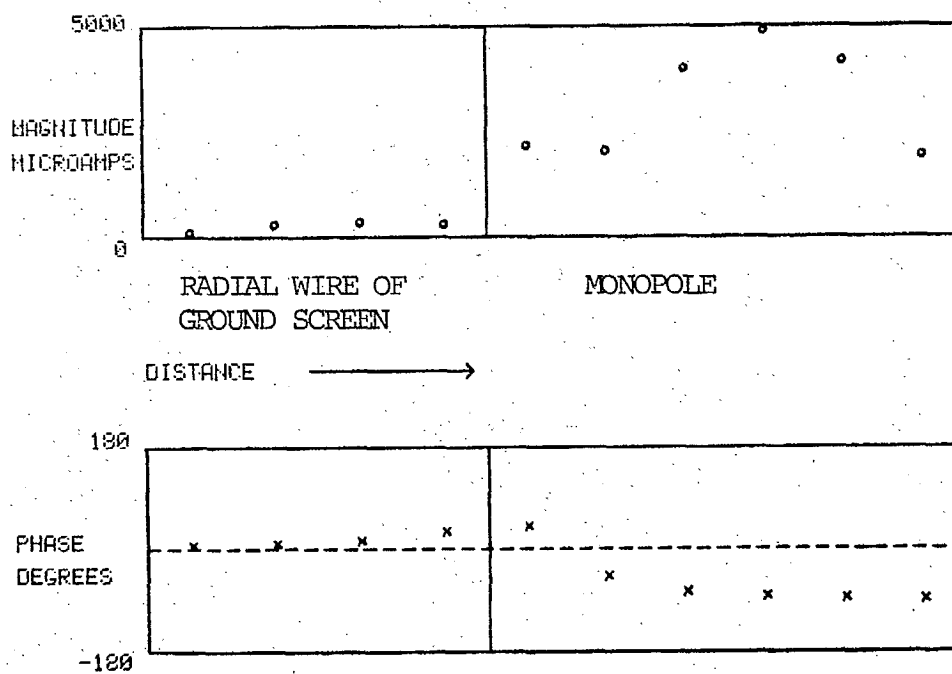 5000
MAGNITUDE
MICROAMPS
0
RADIAL WIRE OF
GROUND SCREEN
MONOPOLE
DISTANCE
180
PHASE
DEGREES
-180